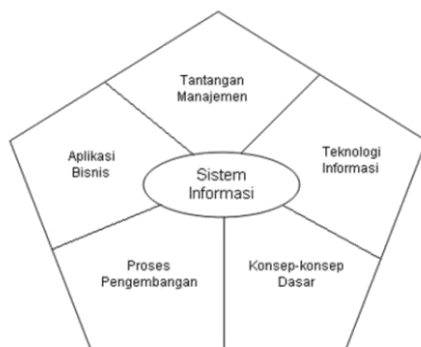 Tantangan
Manajemen
Aplikasi
Bisnis
Teknologi
Informasi
Sistem
Informasi
Proses
Pengembangan
Konsep-konsep
Dasar